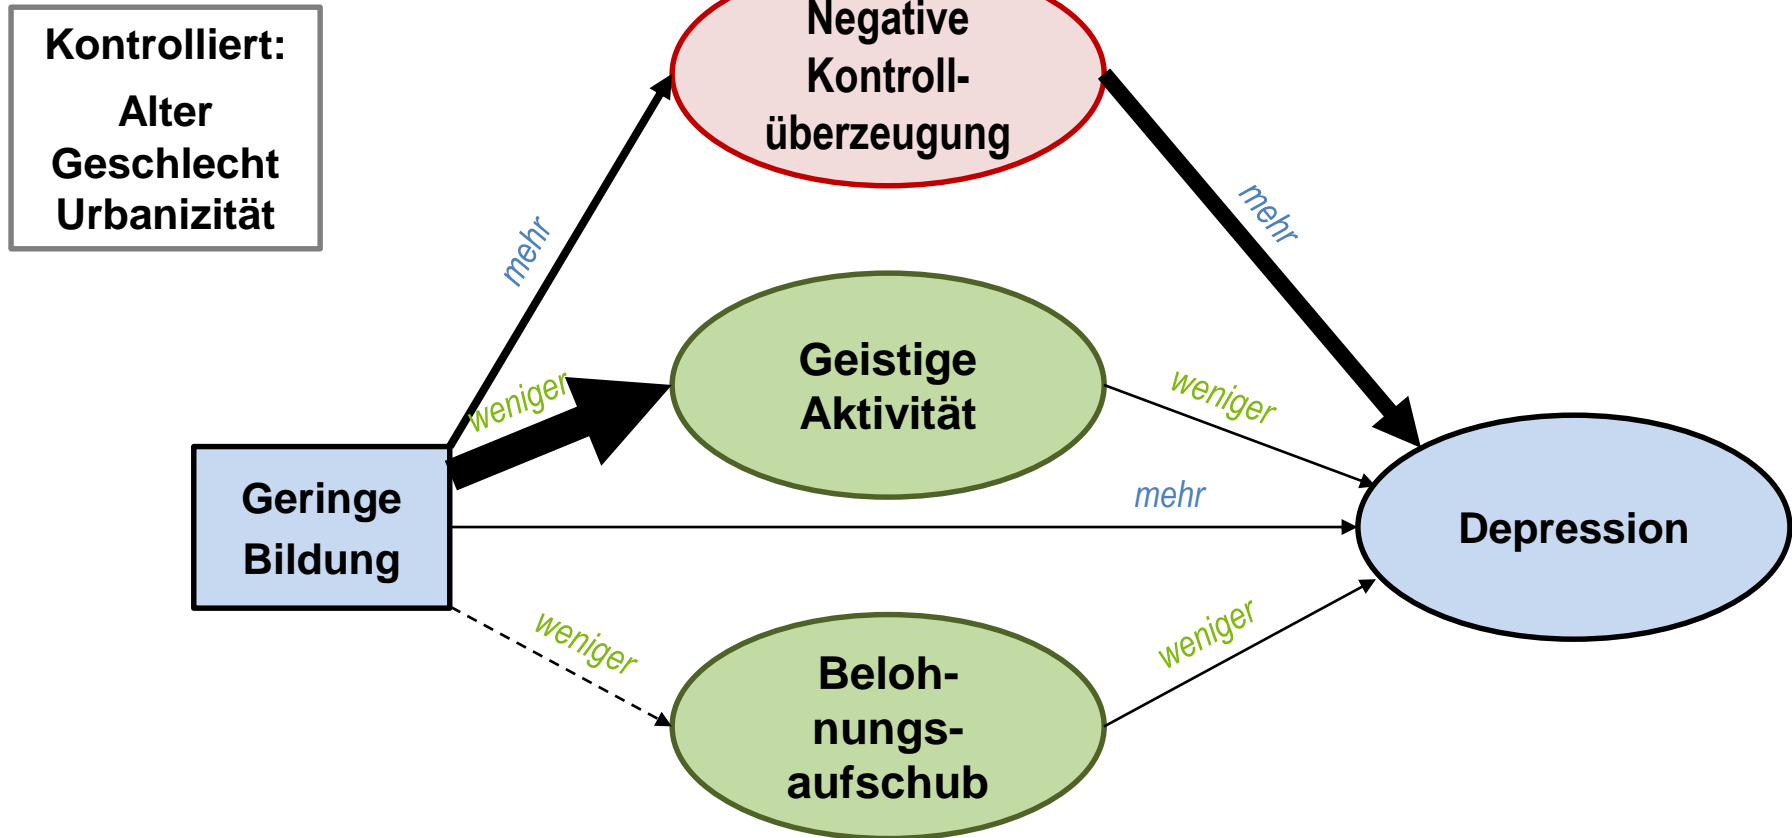 Kontrolliert:
Alter
Geschlecht
Urbanizität
Negative
Kontroll-
überzeugung
mehr
mehr
weniger
Geistige
Aktivität
weniger
mehr
Geringe
Bildung
Depression
weniger
Beloh-
nungs-
aufschub
weniger